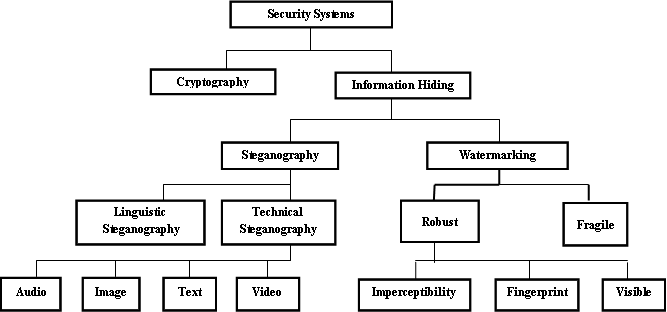 Security Systems
Cryptography
Information Hiding
Steganography
Watermarking
Linguistic
Steganography
Technical
Steganography
Robust
Fragile
Audio
Image
Text
Video
Imperceptibility
Fingerprint
Visible